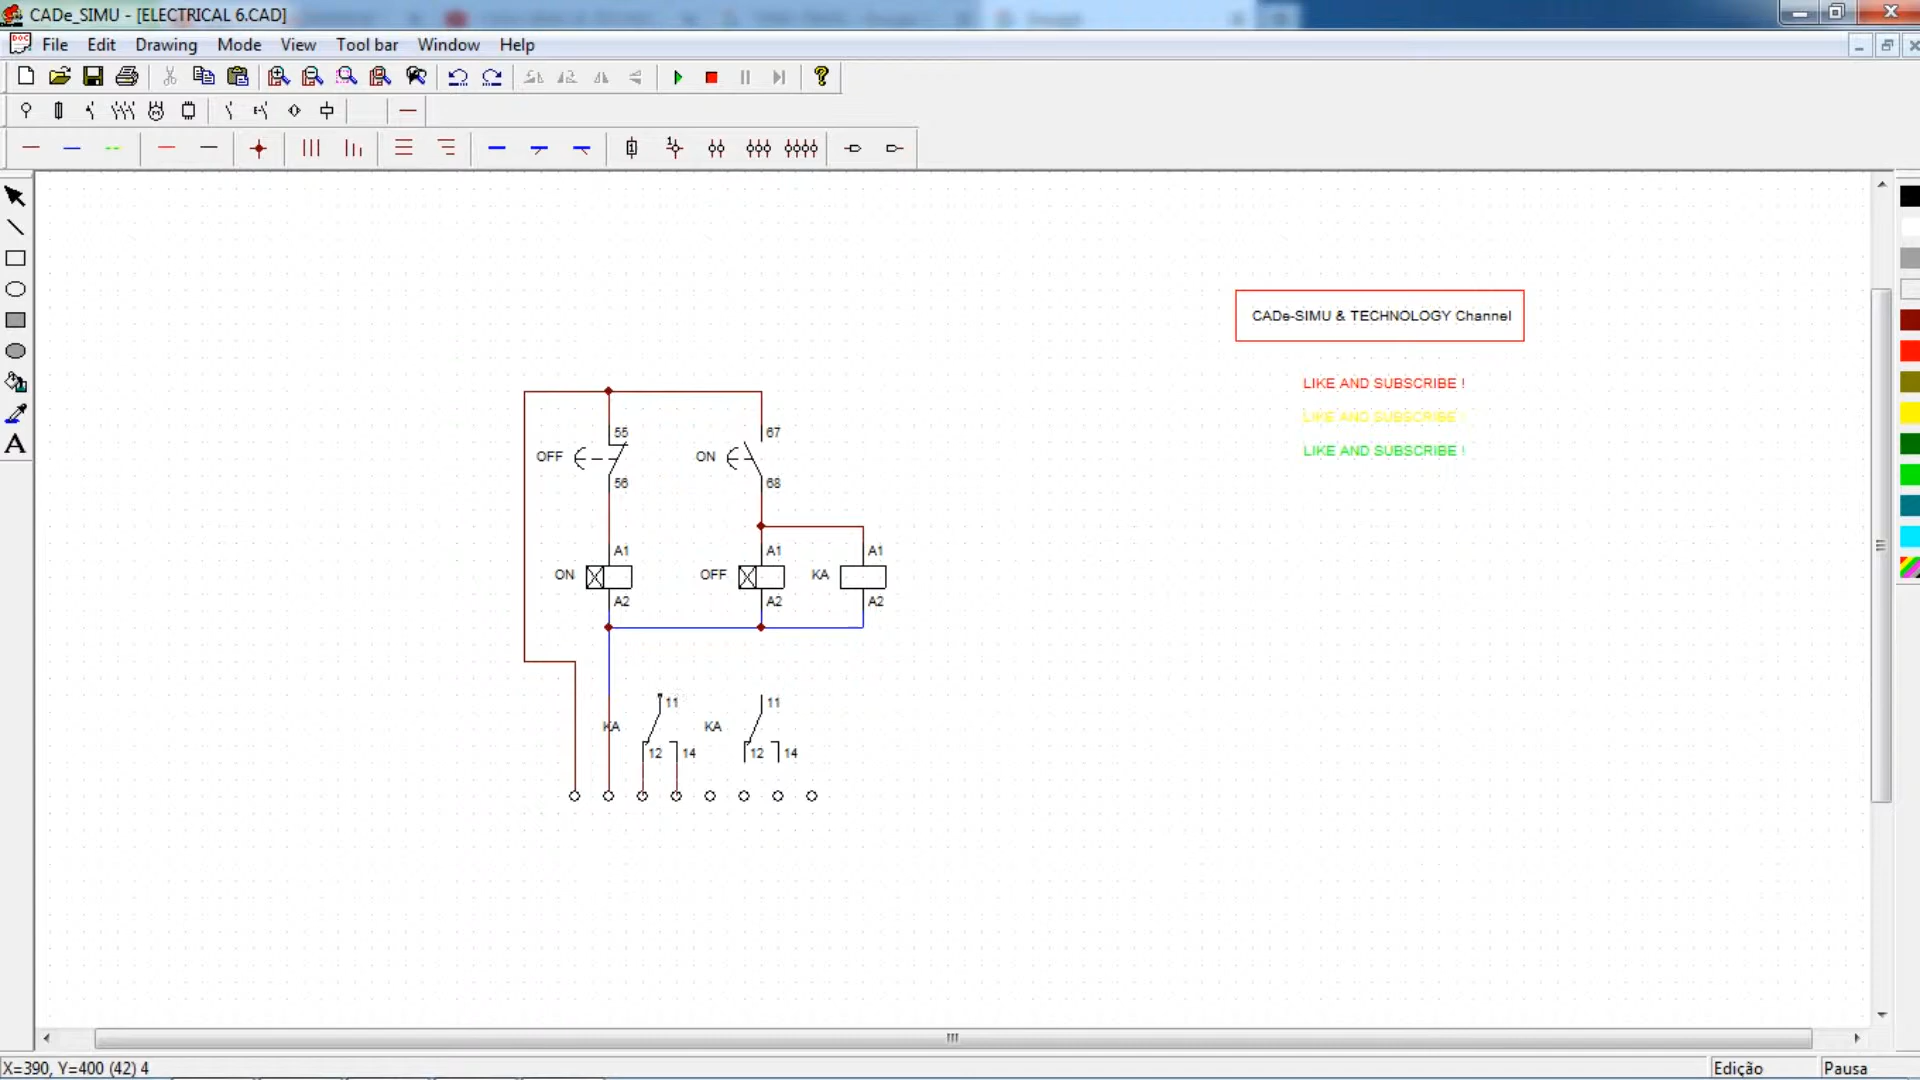 CADe_SIMU - [ELECTRICAL 6.CAD]
File Edit Drawing Mode View Tool bar Window Help
CADe-SIMU & TECHNOLOGY Channel
LIKE AND SUBSCRIBE !
LIKE AND SUBSCRIBE !
LIKE AND SUBSCRIBE !
55 67
OFF ON
56 68
A1 A1 A1
ON OFF KA
A2 A2 A2
11 11
KA KA
12 14 12 14
X=390, Y=400 (42) 4
Edição Pausa